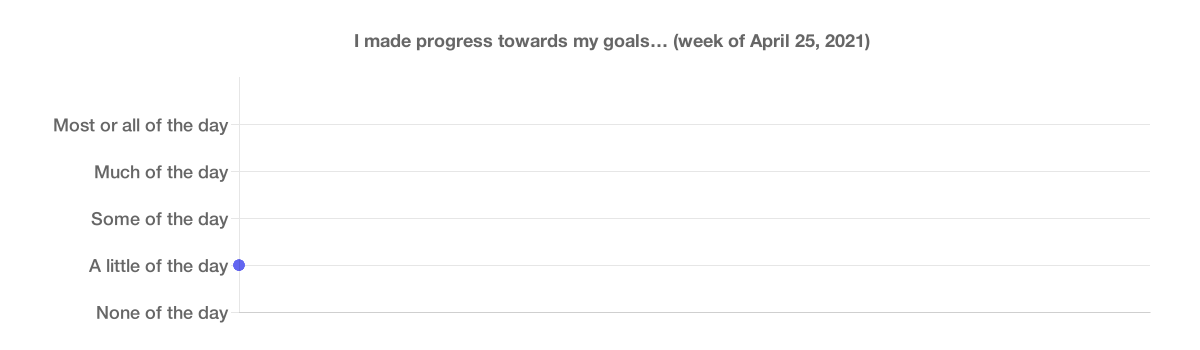 I made progress towards my goals… (week of April 25, 2021)
Most or all of the day
Much of the day
Some of the day
A little of the day
None of the day